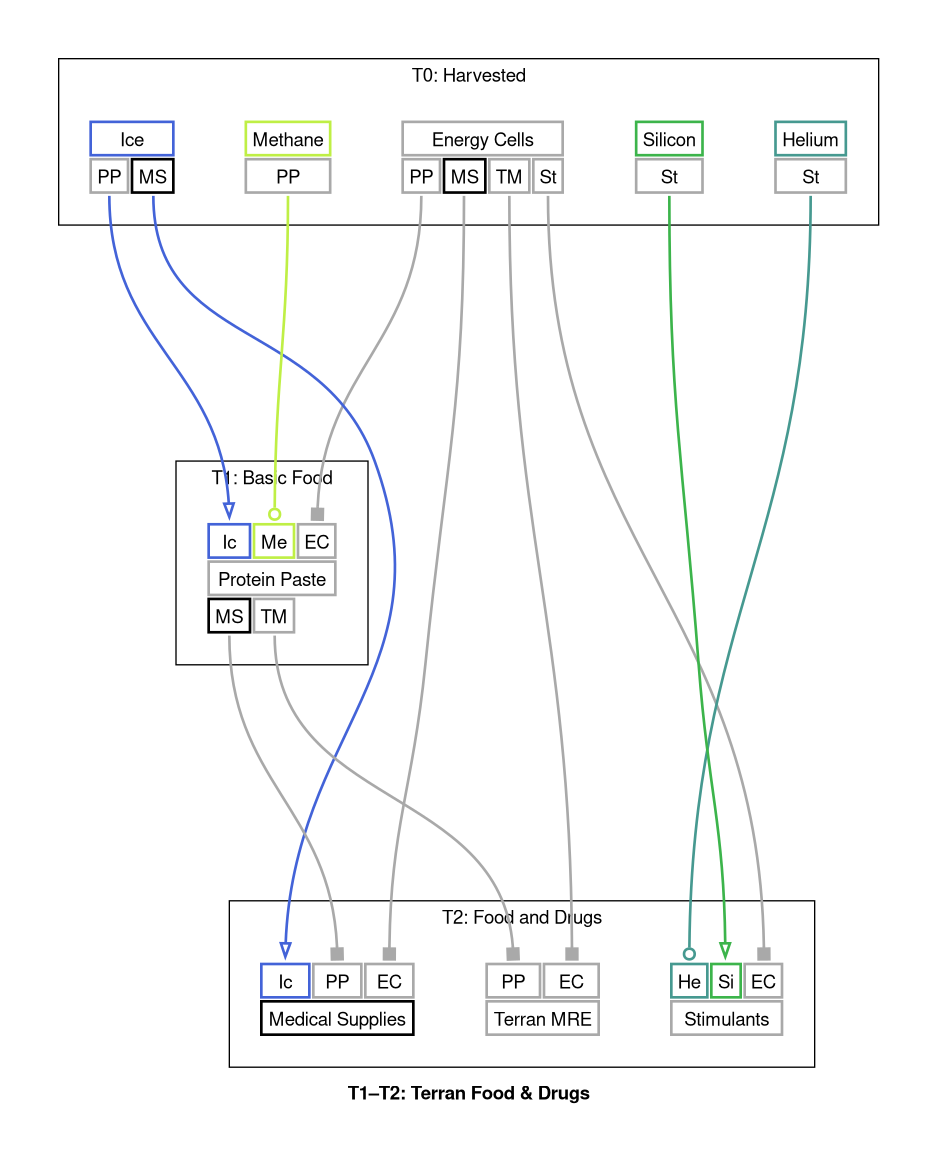 T0: Harvested
Ice
Methane
Energy Cells
Silicon
Helium
PP MS
PP
PP MS TM St
St
St
T1: Basic Food
Ic Me EC
Protein Paste
MS TM
T2: Food and Drugs
Ic PP EC
PP EC
He Si EC
Medical Supplies
Terran MRE
Stimulants
T1–T2: Terran Food & Drugs